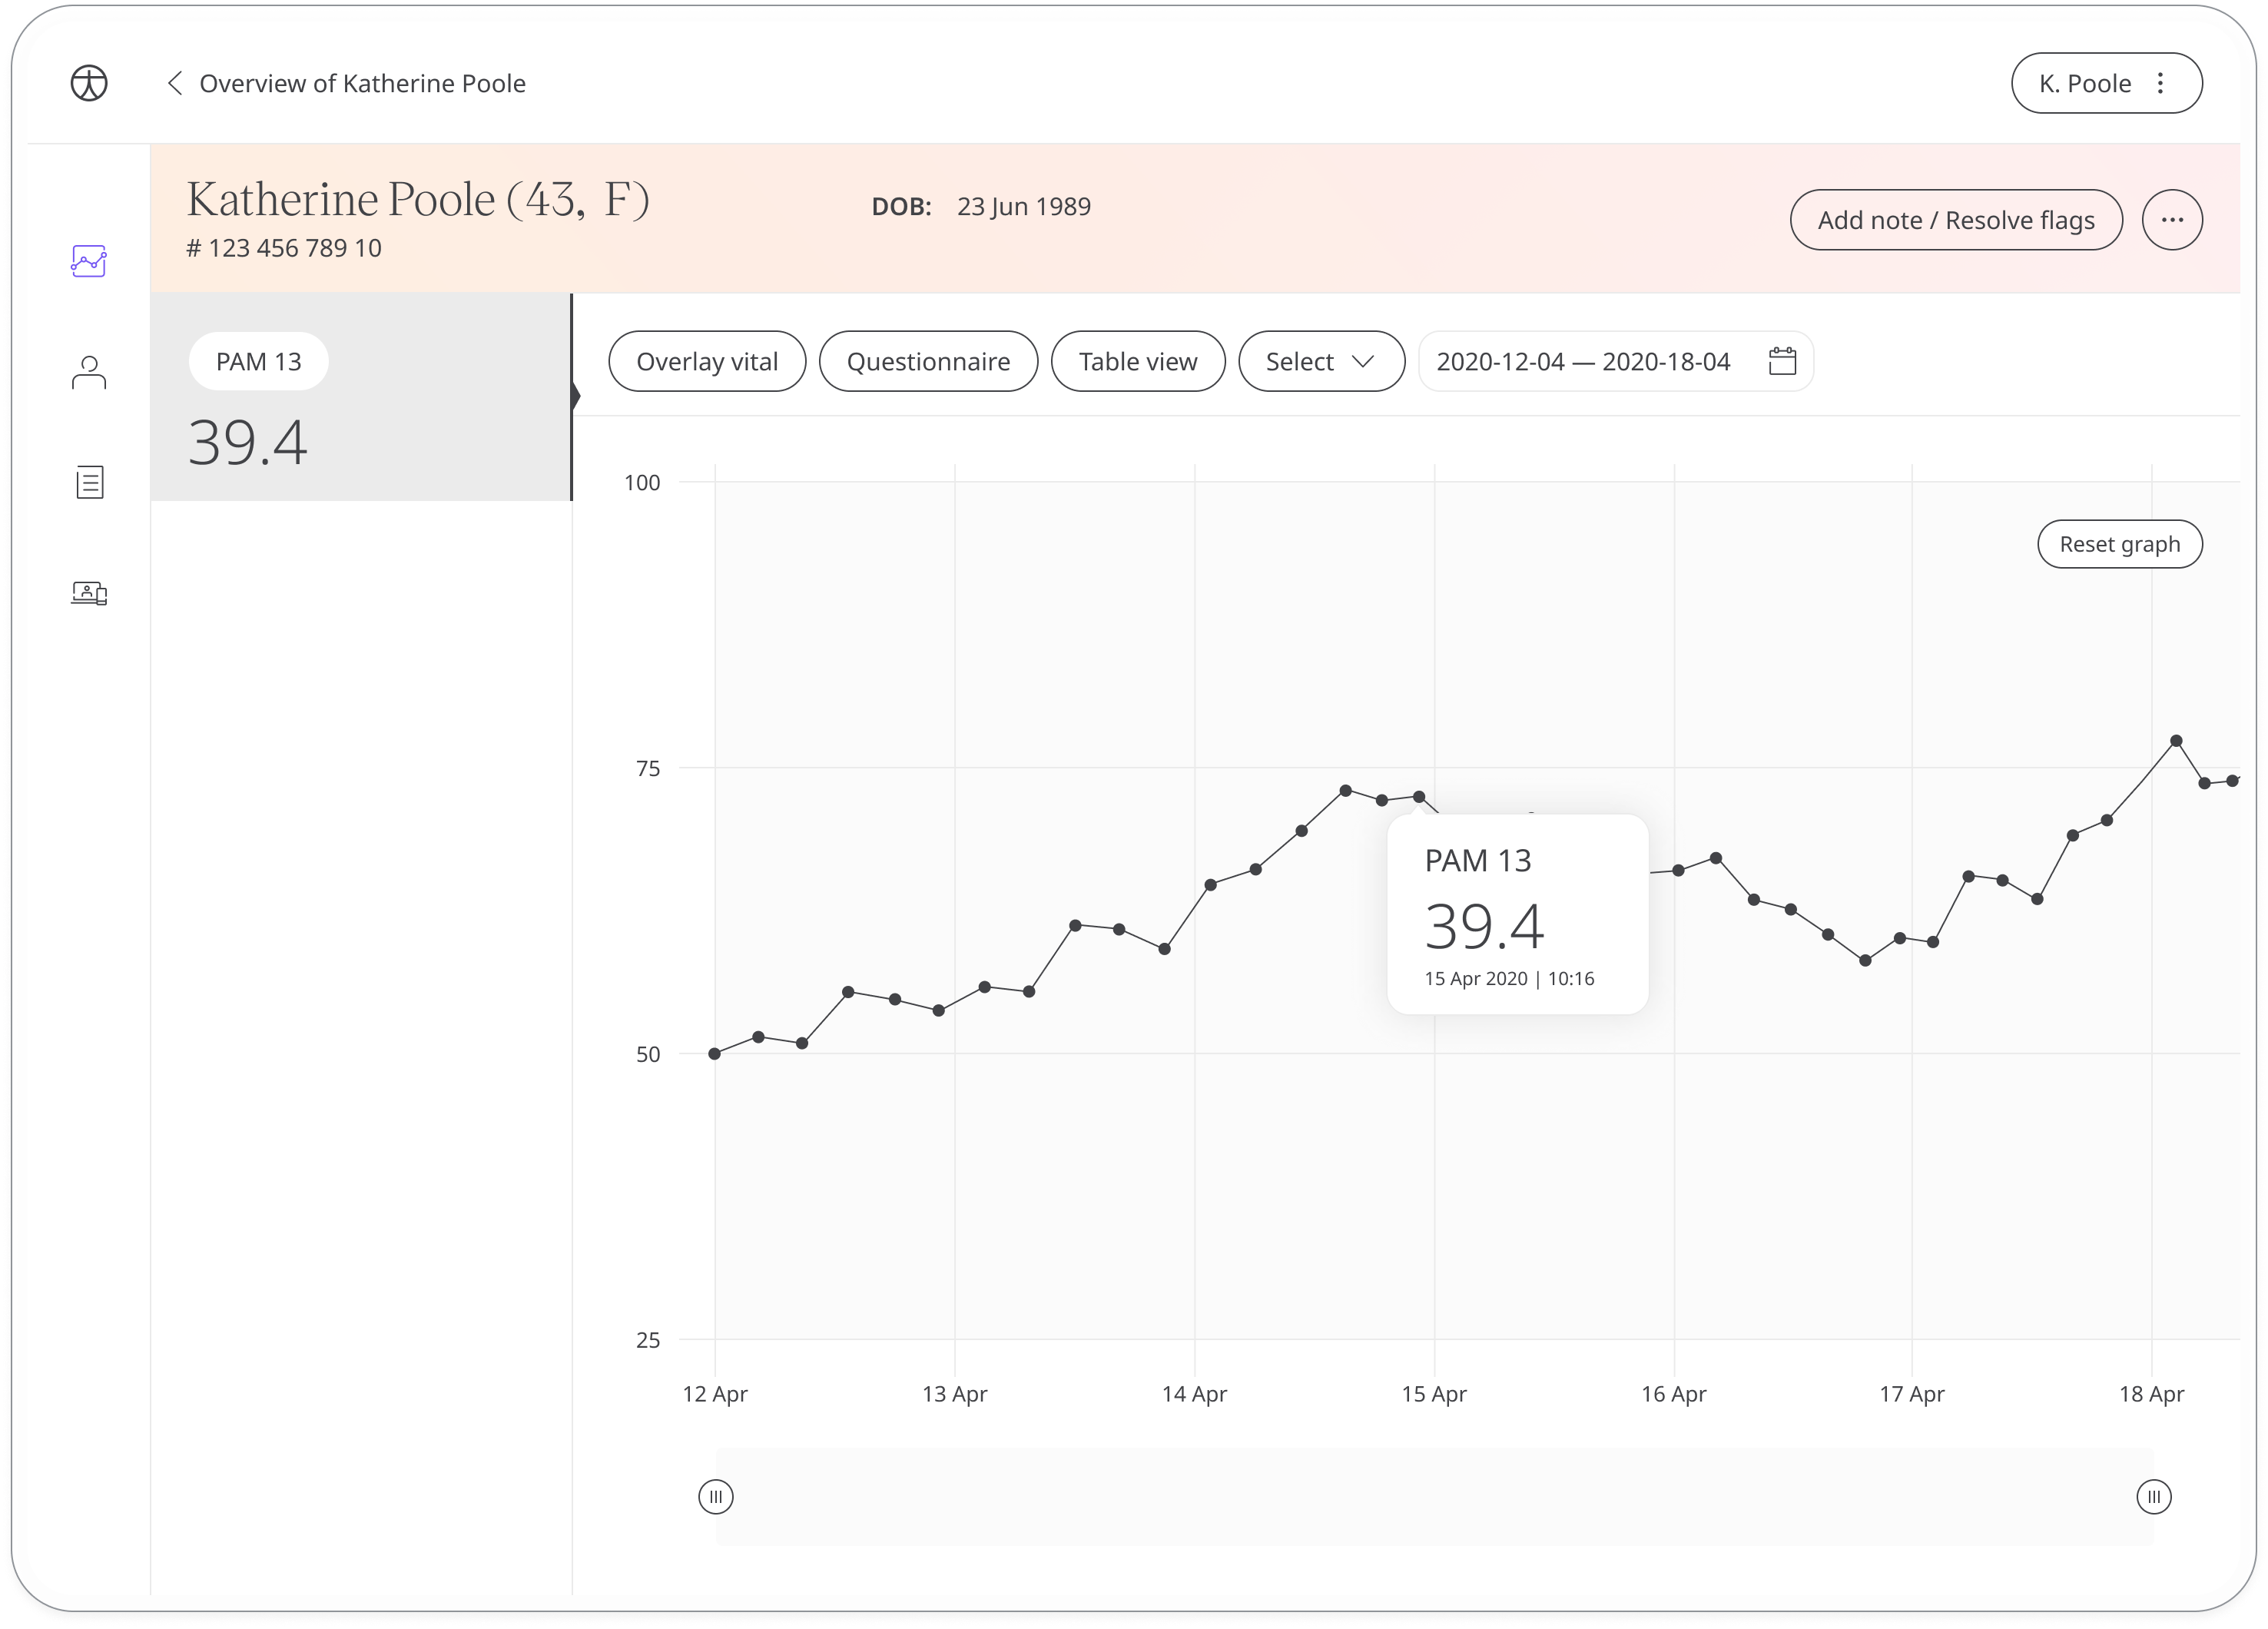 Overview of Katherine Poole
K. Poole
Katherine Poole (43, F)
# 123 456 789 10
DOB: 23 Jun 1989
Add note / Resolve flags
PAM 13
39.4
Overlay vital
Questionnaire
Table view
Select
2020-12-04 — 2020-18-04
100
Reset graph
75
PAM 13
39.4
15 Apr 2020 | 10:16
50
25
12 Apr
13 Apr
14 Apr
15 Apr
16 Apr
17 Apr
18 Apr